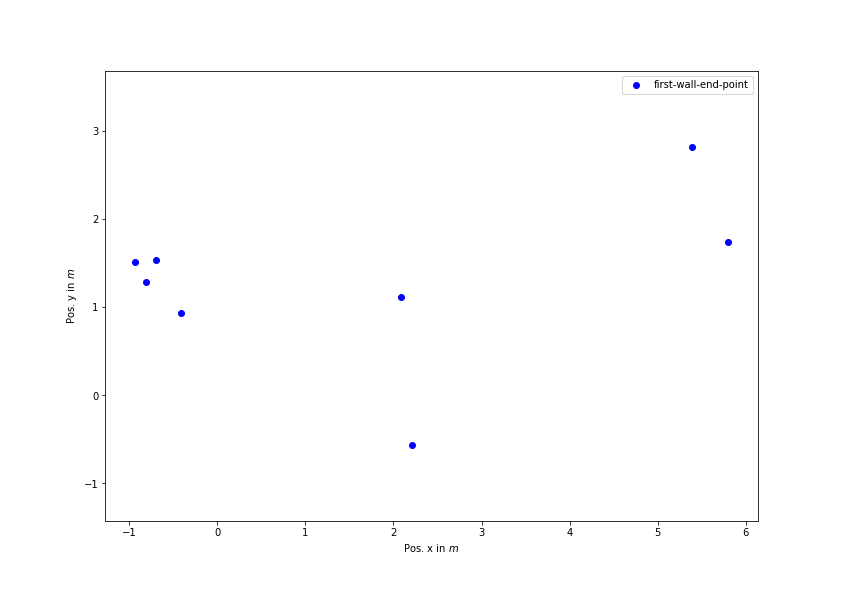 first-wall-end-point
3
2
1
0
−1
Pos. y in m
−1 0 1 2 3 4 5 6
Pos. x in m